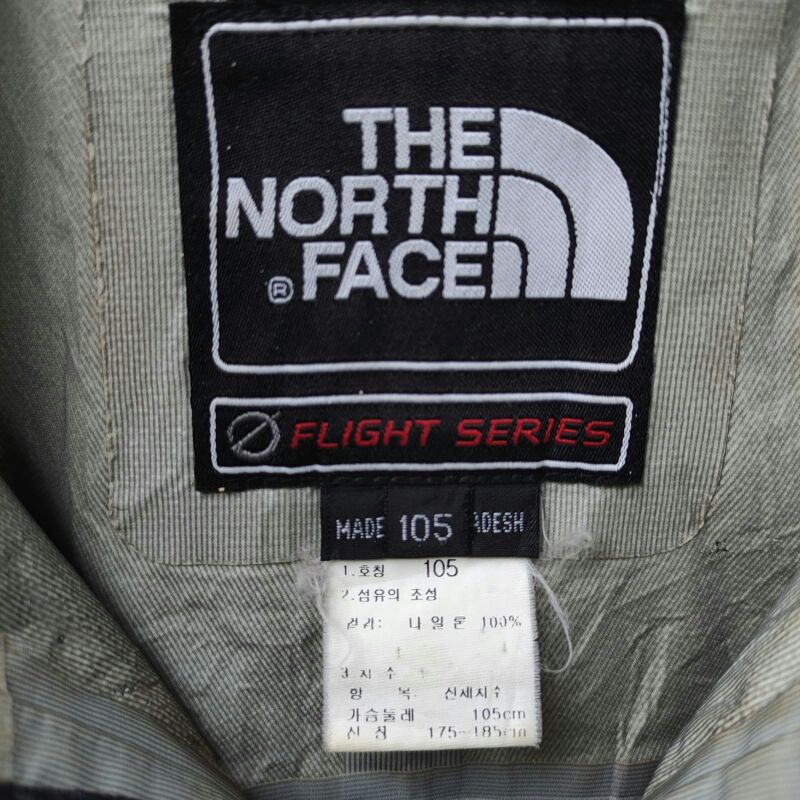 THE
NORTH
® FACE
FLIGHT SERIES
MADE 105 ADESH
1.호칭 105
2.섬유의 조성
겉감: 나일론 100%
3 치수
항 목 신체치수
가슴둘레 105cm
신 장 175~185cm